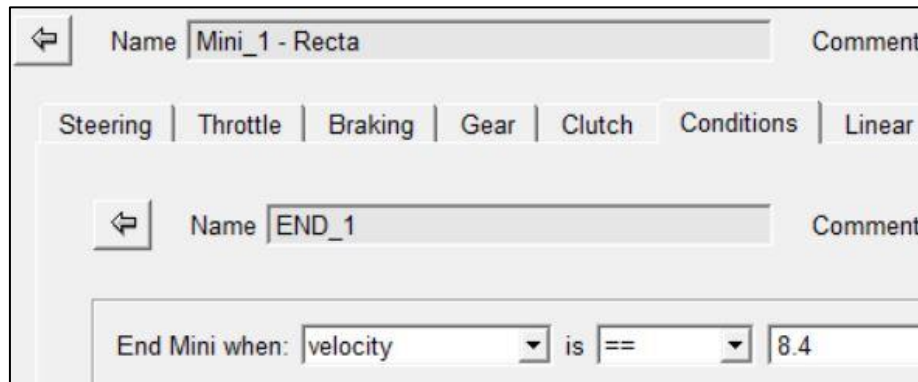 Name Mini_1 - Recta Comment
Steering Throttle Braking Gear Clutch Conditions Linear
Name END_1 Comment
End Mini when: velocity is == 8.4